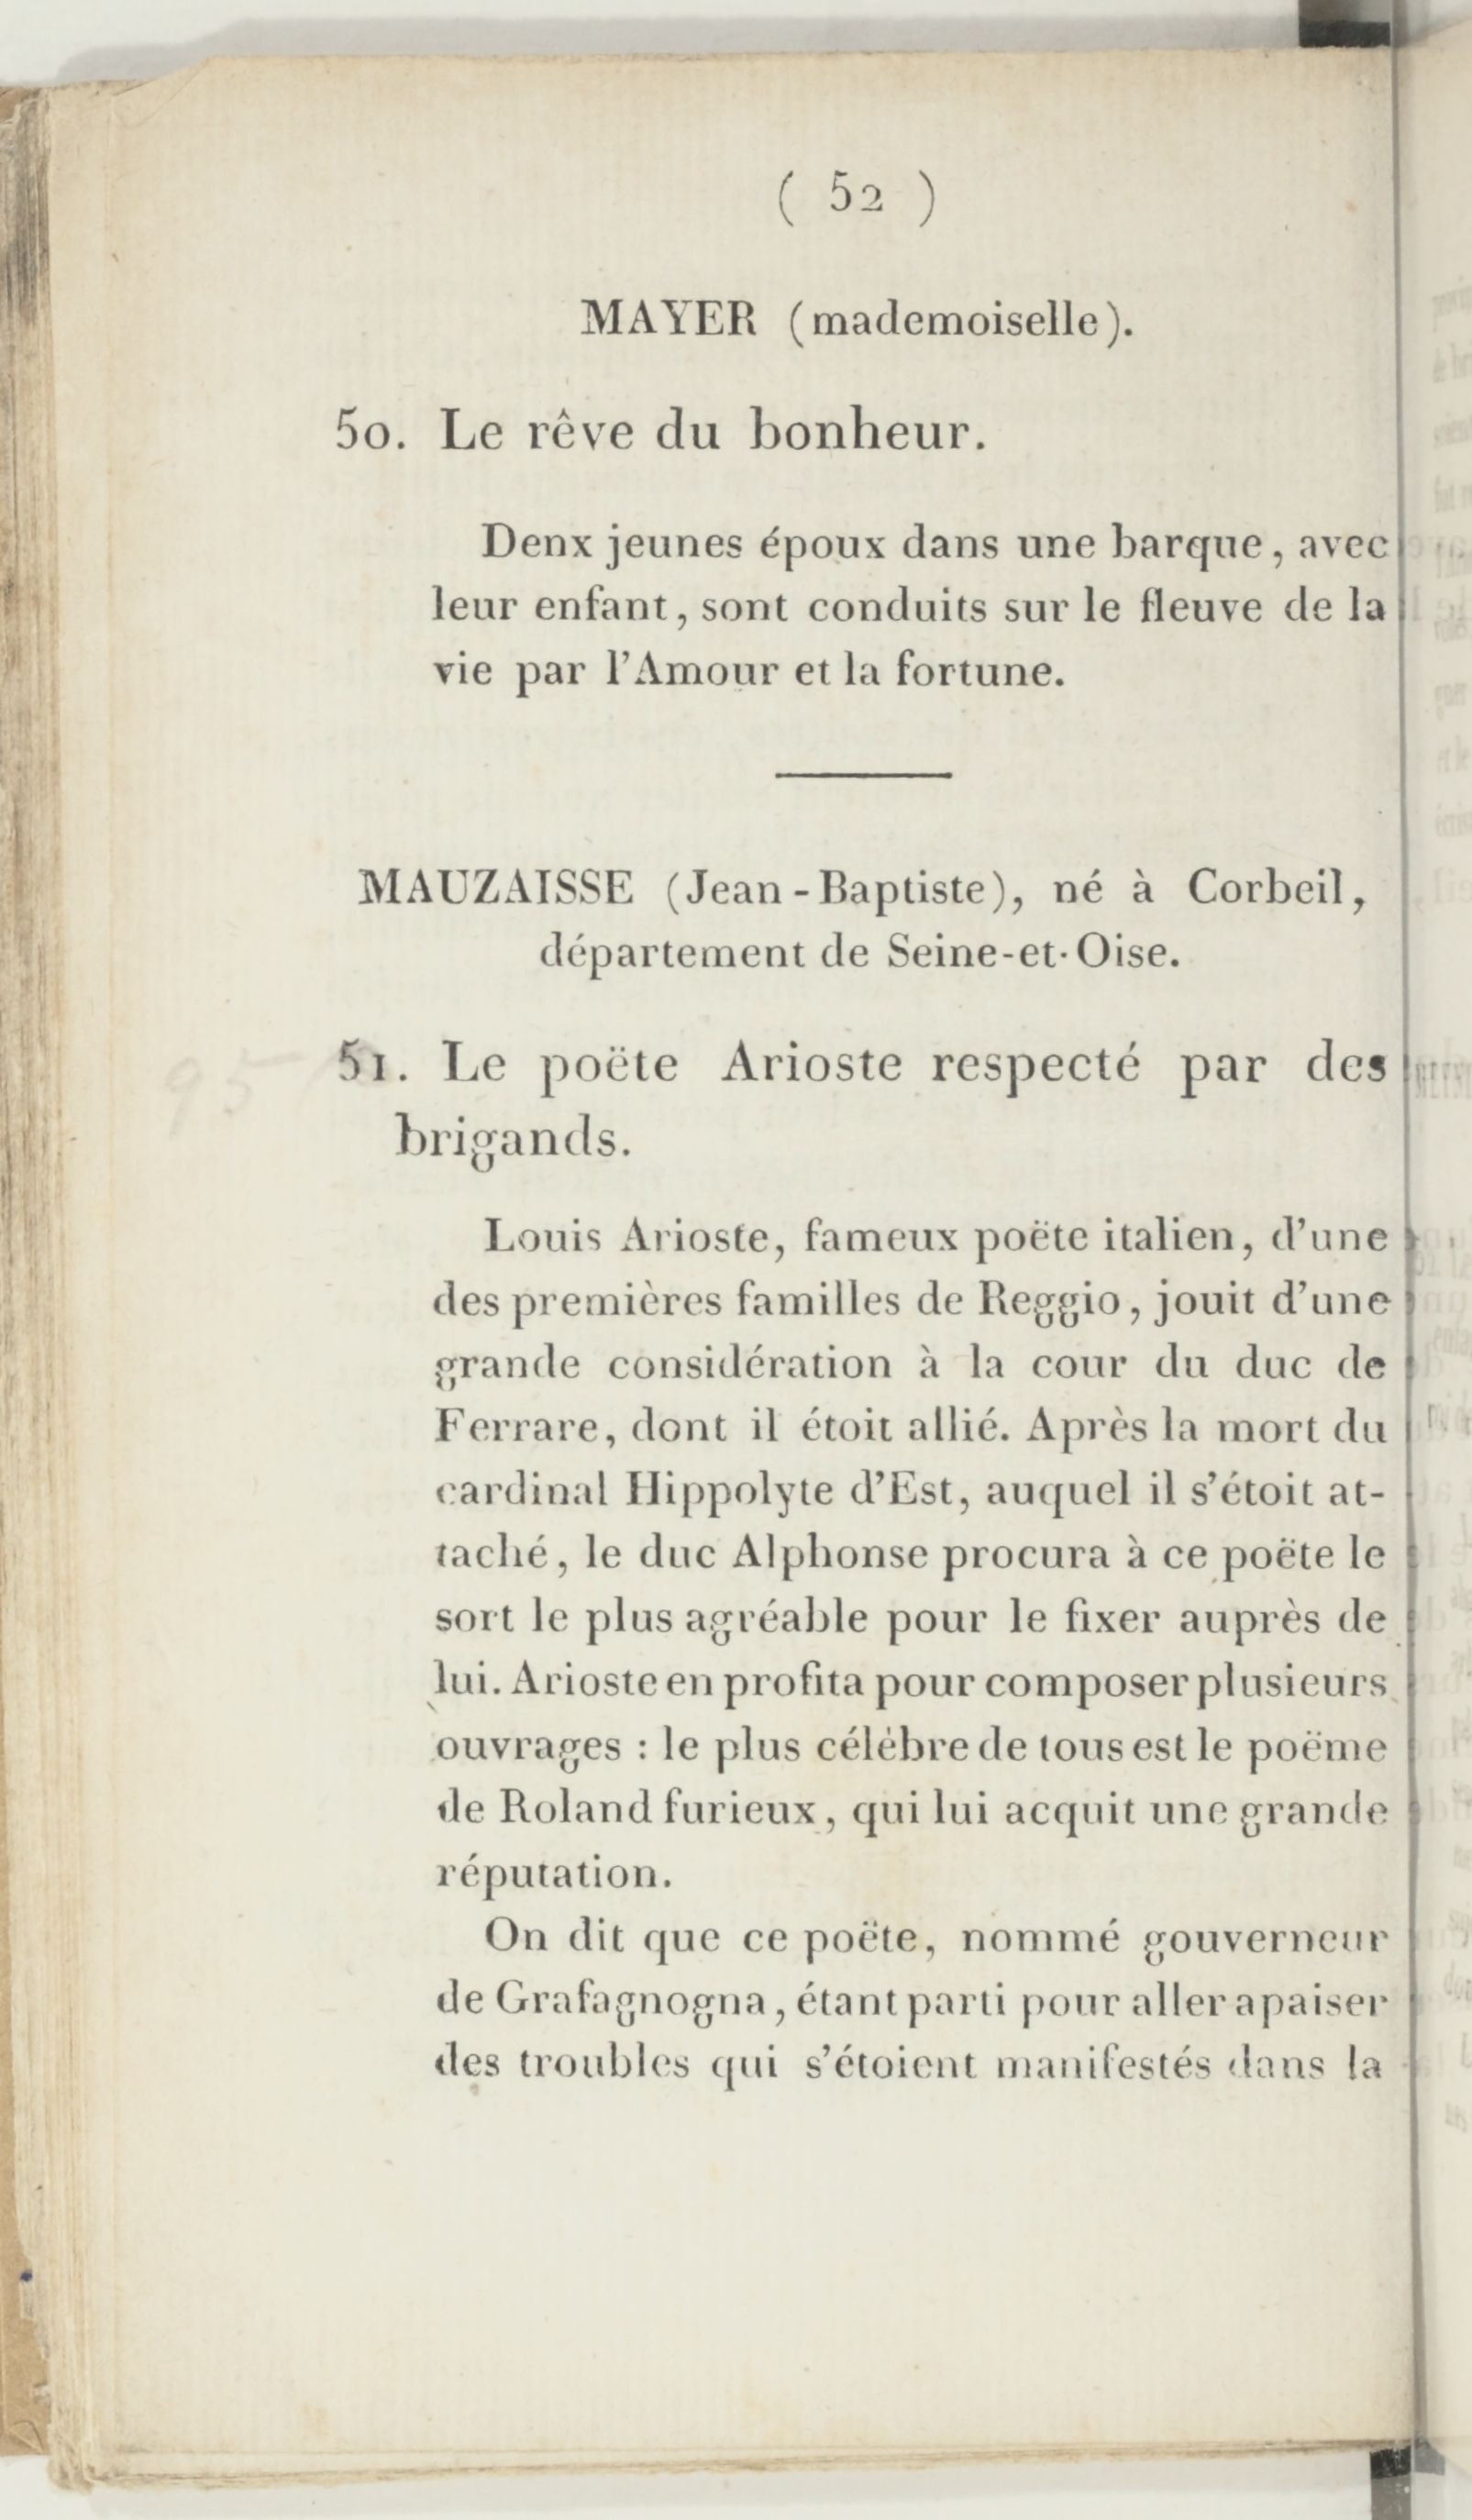 ( 52 )
MAYER (mademoiselle).
50. Le rêve du bonheur.
Denx jeunes époux dans une barque, avec
leur enfant, sont conduits sur le fleuve de la
vie par l'Amour et la fortune.
MAUZAISSE (Jean-Baptiste), né à Corbeil,
département de Seine-et-Oise.
95
51. Le poëte Arioste respecté par des
brigands.
Louis Arioste, fameux poëte italien, d'une
des premières familles de Reggio, jouit d'une
grande considération à la cour du duc de
Ferrare, dont il étoit allié. Après la mort du
cardinal Hippolyte d'Est, auquel il s'étoit at-
taché, le duc Alphonse procura à ce poëte le
sort le plus agréable pour le fixer auprès de
lui. Arioste en profita pour composer plusieurs
ouvrages : le plus célèbre de tous est le poëme
de Roland furieux, qui lui acquit une grande
réputation.
On dit que ce poëte, nommé gouverneur
de Grafagnogna, étant parti pour aller apaiser
des troubles qui s'étoient manifestés dans la